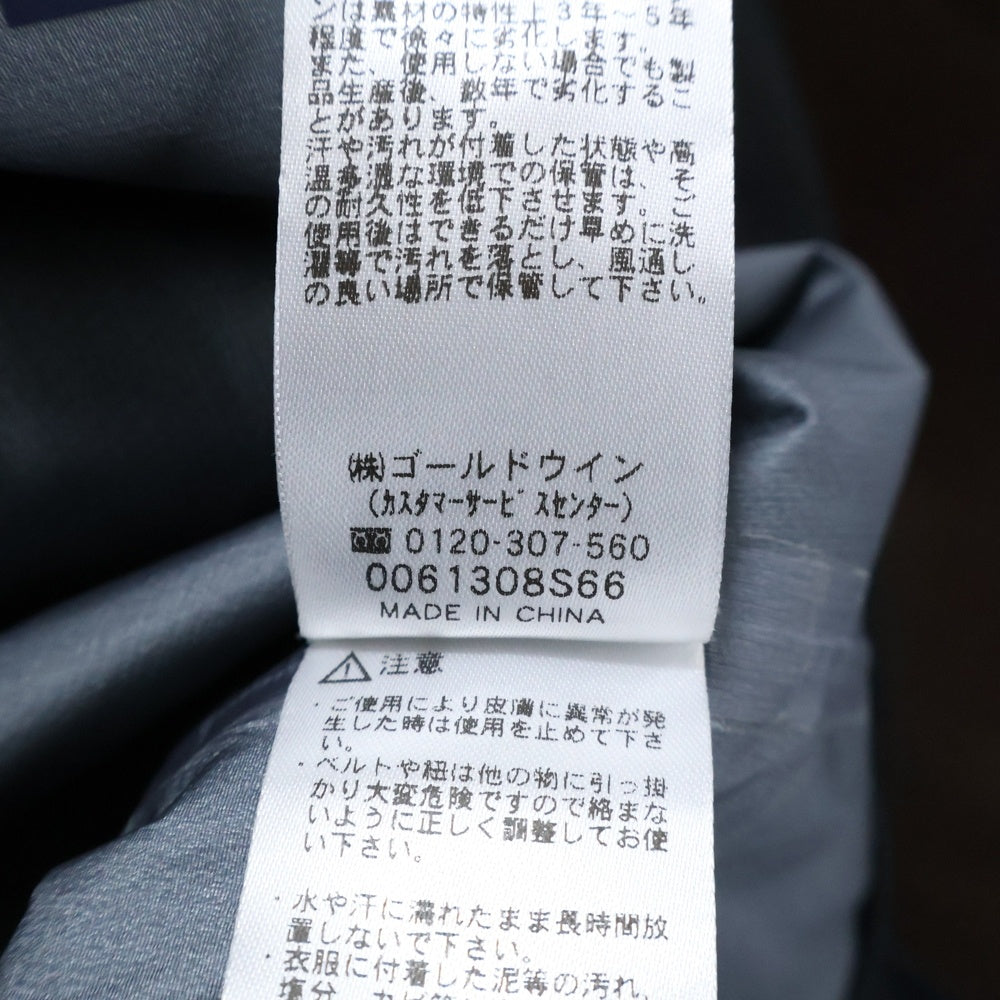 ンは素材の特性上3年～5年
程度で、徐々に劣化します。
また、使用しない場合でも製
品は生産後、数年で劣化するこ
とがあります。
汗や汚れが付着した状態や、高
温多湿な環境での保管は、そ
の耐久性を低下させます。ご
使用後はできるだけ早めに洗
濯等で汚れを落とし、風通し
の良い場所で保管して下さい。
(株)ゴールドウイン
(カスタマーサービスセンター)
0120-307-560
0061308S66
MADE IN CHINA
注意
・ご使用により皮膚に異常が発
生した時は使用を止めて下さ
い。
・ベルトや紐は他の物に引っ掛
かり大変危険ですので絡まな
いように正しく調整してお使
い下さい。
・水や汗に濡れたまま長時間放
置しないで下さい。
・衣服に付着した泥等の汚れ、
塩分、カビ等